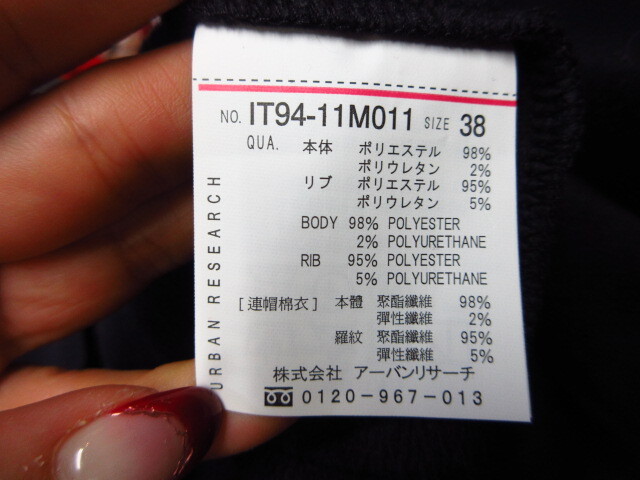 NO. IT94-11M011 SIZE 38
QUA. 本体 ポリエステル 98%
ポリウレタン 2%
リブ ポリエステル 95%
ポリウレタン 5%
BODY 98% POLYESTER
2% POLYURETHANE
RIB 95% POLYESTER
5% POLYURETHANE
[連帽棉衣] 本體 聚酯纖維 98%
彈性纖維 2%
羅紋 聚酯纖維 95%
彈性纖維 5%
株式会社 アーバンリサーチ
0120-967-013
URBAN RESEARCH